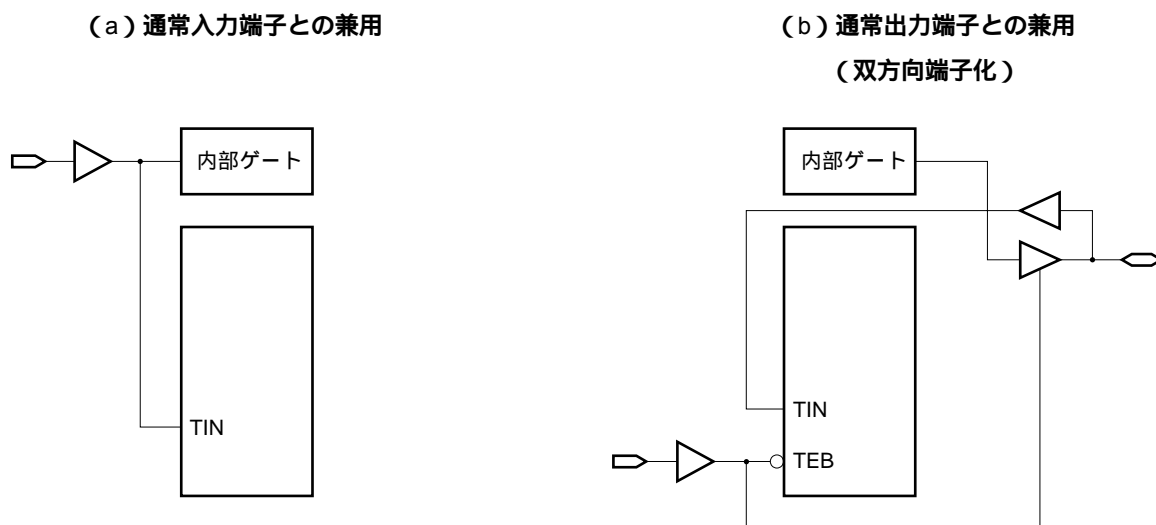 （a）通常入力端子との兼用
内部ゲート
TIN
（b）通常出力端子との兼用
（双方向端子化）
内部ゲート
TIN
TEB